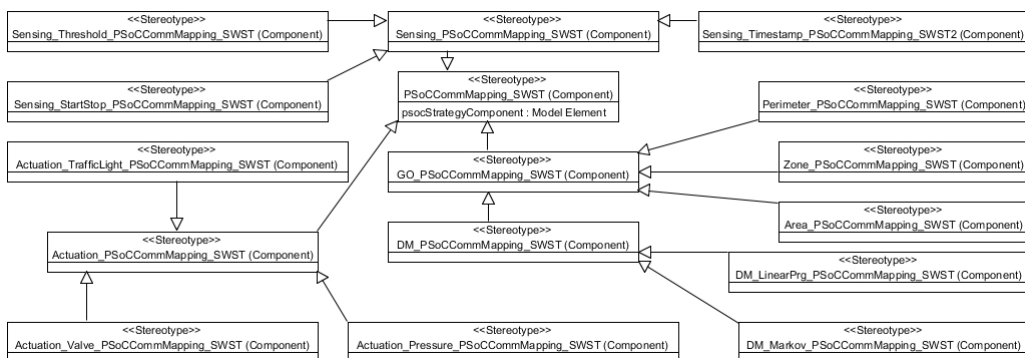 <<Stereotype>>
Sensing_Threshold_PSoCCommMapping_SWST (Component)
<<Stereotype>>
Sensing_PSoCCommMapping_SWST (Component)
<<Stereotype>>
Sensing_Timestamp_PSoCCommMapping_SWST2 (Component)
<<Stereotype>>
Sensing_StartStop_PSoCCommMapping_SWST (Component)
<<Stereotype>>
PSoCCommMapping_SWST (Component)
psocStrategyComponent : Model Element
<<Stereotype>>
Perimeter_PSoCCommMapping_SWST (Component)
<<Stereotype>>
Actuation_TrafficLight_PSoCCommMapping_SWST (Component)
<<Stereotype>>
GO_PSoCCommMapping_SWST (Component)
<<Stereotype>>
Zone_PSoCCommMapping_SWST (Component)
<<Stereotype>>
Area_PSoCCommMapping_SWST (Component)
<<Stereotype>>
Actuation_PSoCCommMapping_SWST (Component)
<<Stereotype>>
DM_PSoCCommMapping_SWST (Component)
<<Stereotype>>
DM_LinearPrg_PSoCCommMapping_SWST (Component)
<<Stereotype>>
Actuation_Valve_PSoCCommMapping_SWST (Component)
<<Stereotype>>
Actuation_Pressure_PSoCCommMapping_SWST (Component)
<<Stereotype>>
DM_Markov_PSoCCommMapping_SWST (Component)